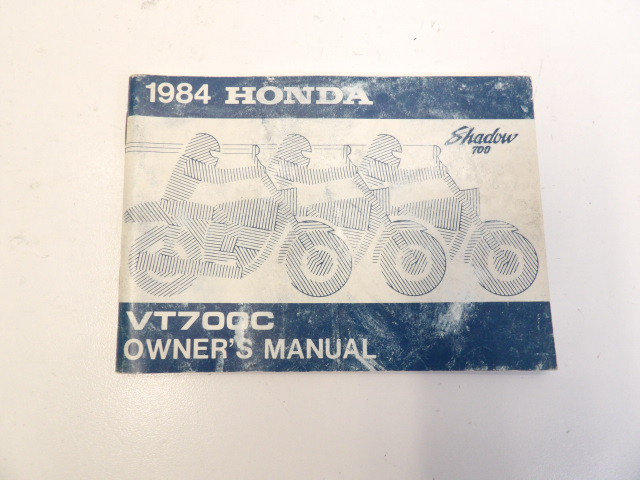 1984 HONDA
Shadow
700
VT700C
OWNER'S MANUAL